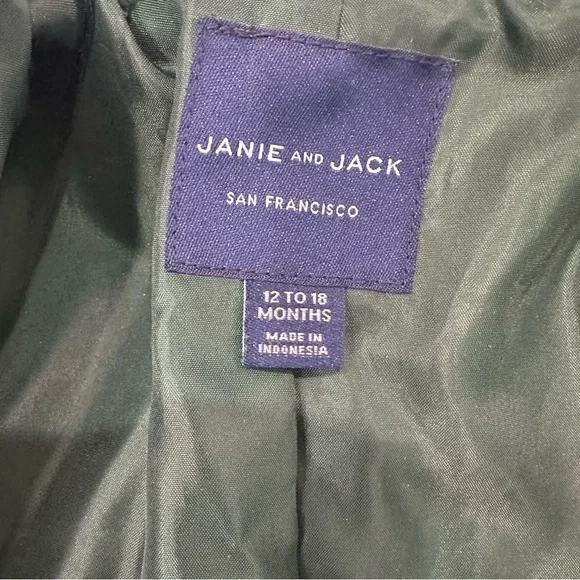 JANIE AND JACK
SAN FRANCISCO
12 TO 18
MONTHS
MADE IN
INDONESIA